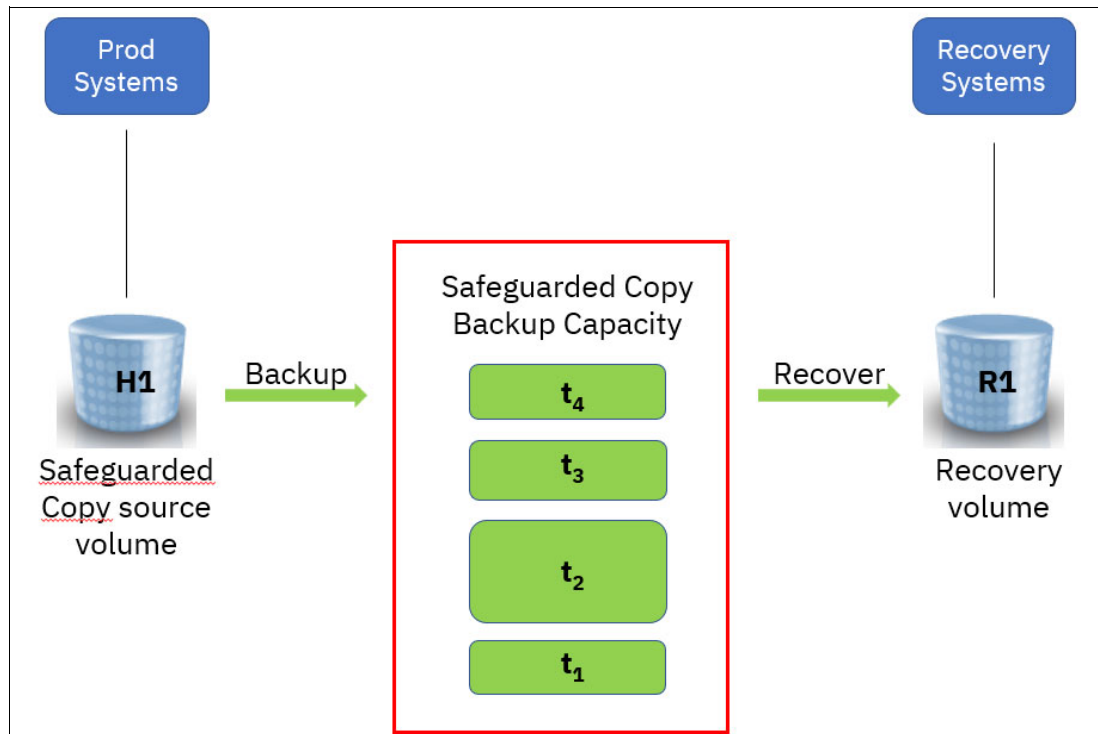 Prod
Systems
Recovery
Systems
Safeguarded Copy
Backup Capacity
H1
Backup
t₄
t₃
t₂
t₁
Recover
R1
Safeguarded
Copy source
volume
Recovery
volume